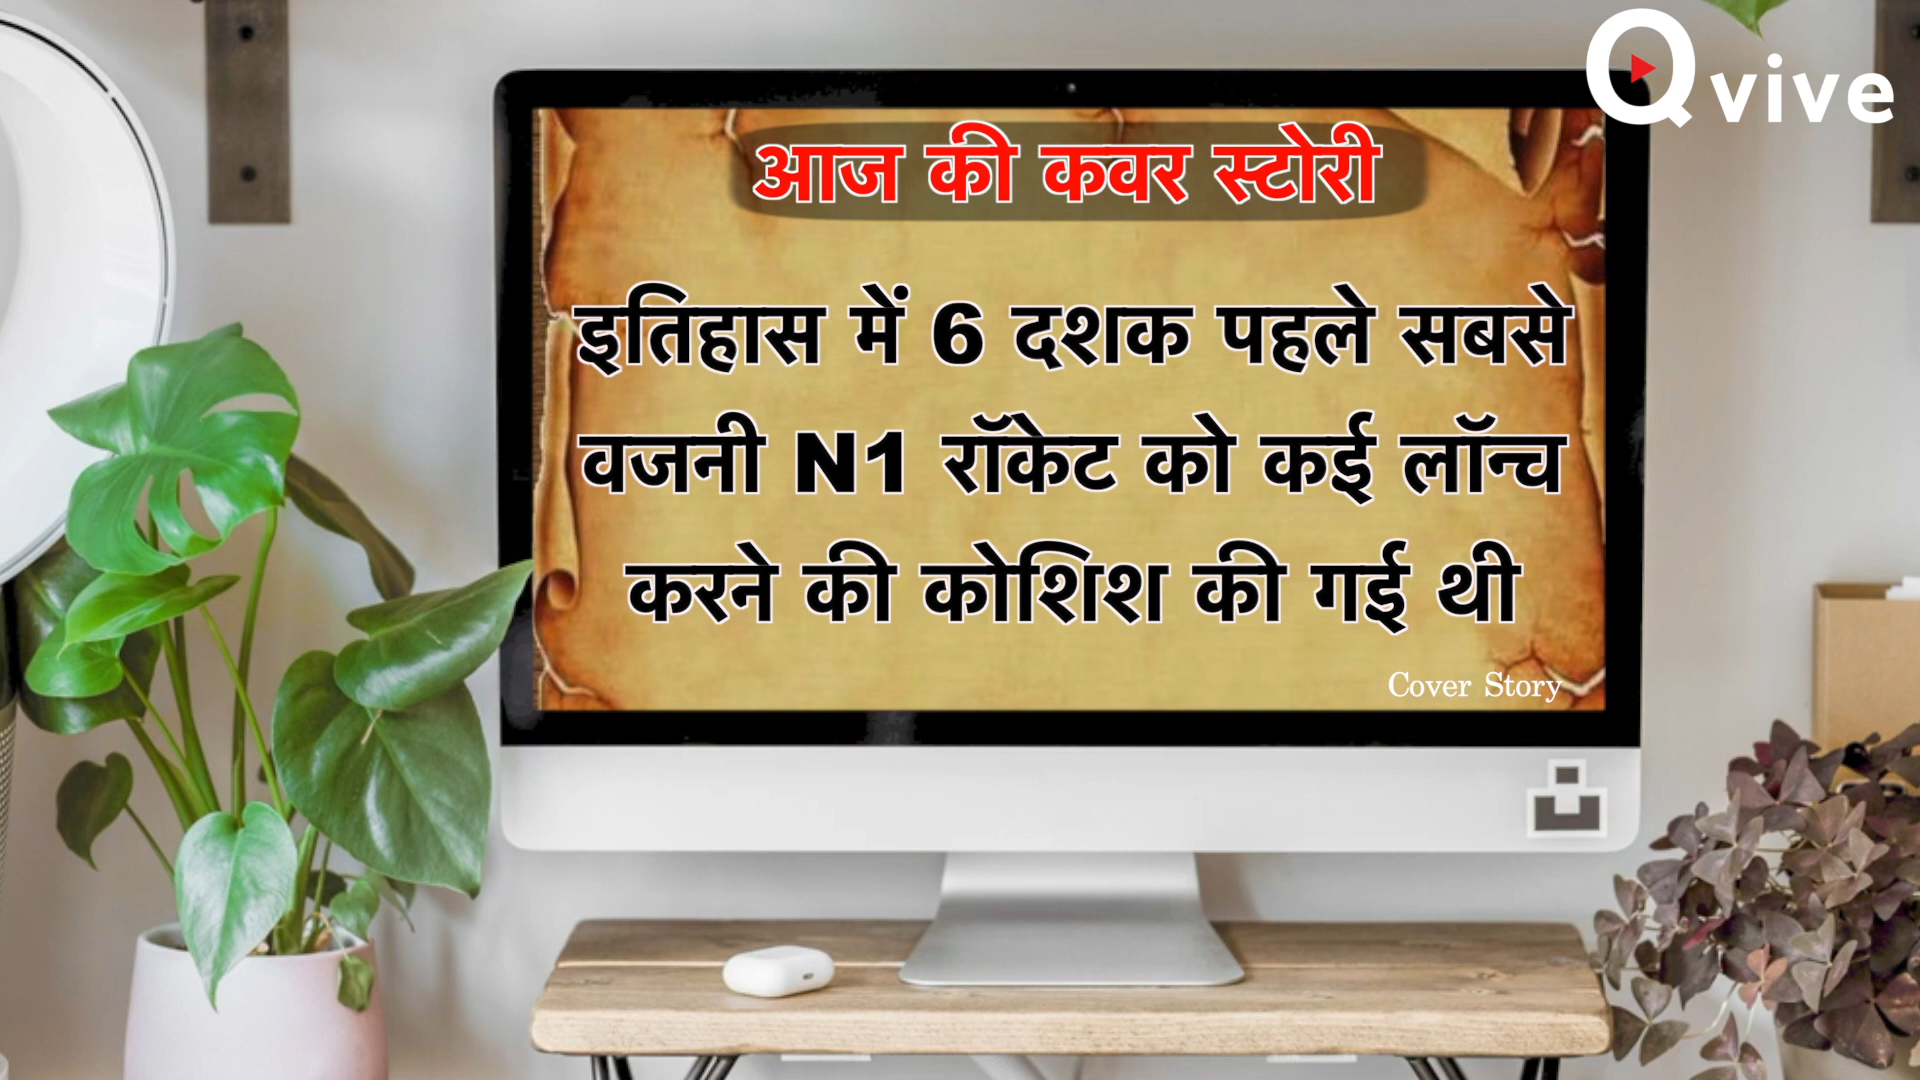 Qvive
आज की कवर स्टोरी
इतिहास में 6 दशक पहले सबसे
वजनी N1 रॉकेट को कई लॉन्च
करने की कोशिश की गई थी
Cover Story